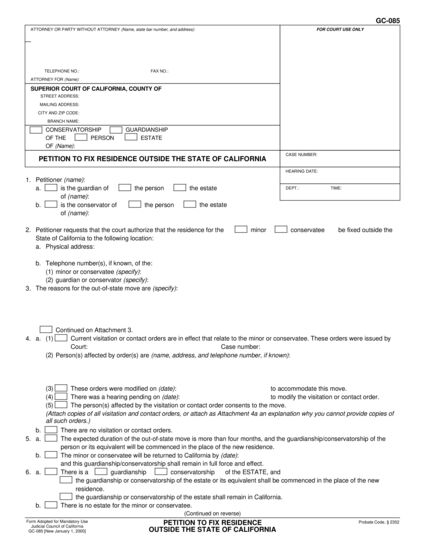 GC-085
ATTORNEY OR PARTY WITHOUT ATTORNEY (Name, state bar number, and address):
FOR COURT USE ONLY
TELEPHONE NO.: FAX NO.:
ATTORNEY FOR (Name):
SUPERIOR COURT OF CALIFORNIA, COUNTY OF
STREET ADDRESS:
MAILING ADDRESS:
CITY AND ZIP CODE:
BRANCH NAME:
CONSERVATORSHIP GUARDIANSHIP
OF THE PERSON ESTATE
OF (Name):
PETITION TO FIX RESIDENCE OUTSIDE THE STATE OF CALIFORNIA
CASE NUMBER:
HEARING DATE:
DEPT.: TIME:
1. Petitioner (name):
a. is the guardian of the person the estate
of (name):
b. is the conservator of the person the estate
of (name):
2. Petitioner requests that the court authorize that the residence for the minor conservatee be fixed outside the
State of California to the following location:
a. Physical address:
b. Telephone number(s), if known, of the:
(1) minor or conservatee (specify):
(2) guardian or conservator (specify):
3. The reasons for the out-of-state move are (specify):
Continued on Attachment 3.
4. a. (1) Current visitation or contact orders are in effect that relate to the minor or conservatee. These orders were issued by
Court: Case number:
(2) Person(s) affected by order(s) are (name, address, and telephone number, if known):
(3) These orders were modified on (date): to accommodate this move.
(4) There was a hearing pending on (date): to modify the visitation or contact order.
(5) The person(s) affected by the visitation or contact order consents to the move.
(Attach copies of all visitation and contact orders, or attach as Attachment 4a an explanation why you cannot provide copies of
all such orders.)
b. There are no visitation or contact orders.
5. a. The expected duration of the out-of-state move is more than four months, and the guardianship/conservatorship of the
person or its equivalent will be commenced in the place of the new residence.
b. The minor or conservatee will be returned to California by (date):
and this guardianship/conservatorship shall remain in full force and effect.
6. a. There is a guardianship conservatorship of the ESTATE, and
the guardianship or conservatorship of the estate or its equivalent shall be commenced in the place of the new
residence.
the guardianship or conservatorship of the estate shall remain in California.
b. There is no estate for the minor or conservatee.
(Continued on reverse)
Form Adopted for Mandatory Use
Judicial Council of California
GC-085 [New January 1, 2000]
PETITION TO FIX RESIDENCE
OUTSIDE THE STATE OF CALIFORNIA
Probate Code, § 2352